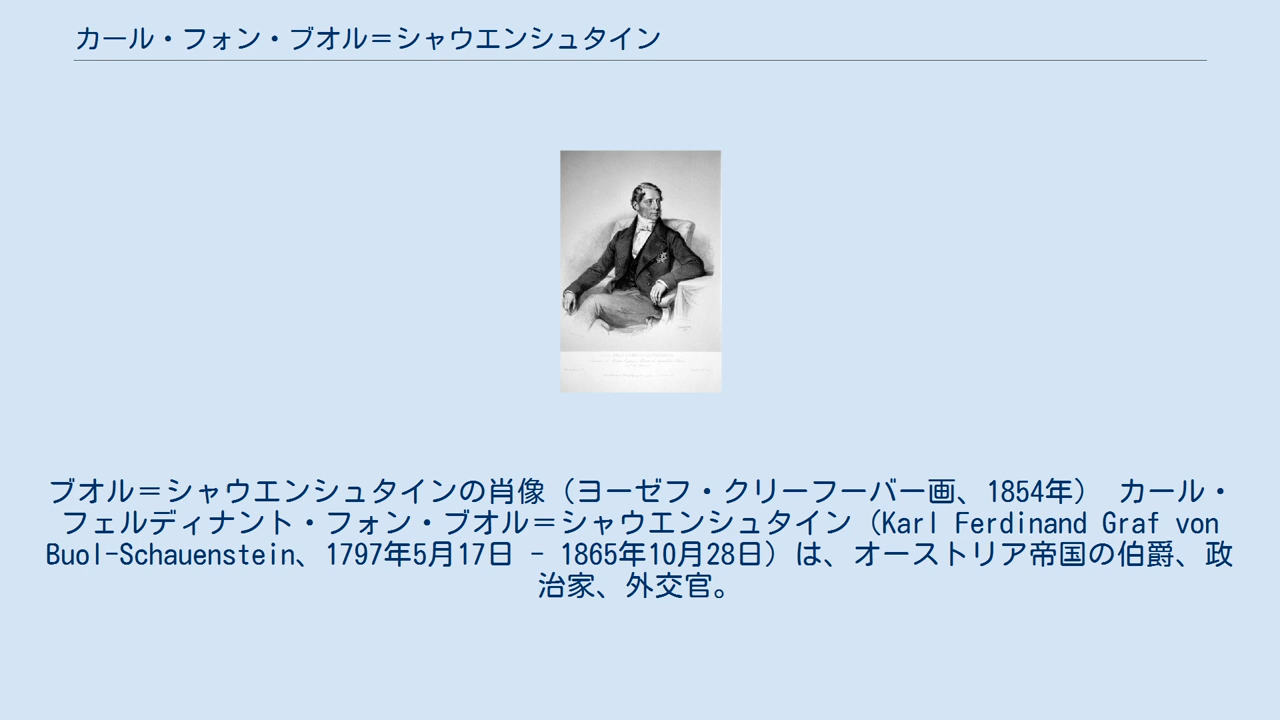 カール・フォン・ブオル＝シャウエンシュタイン
ブオル＝シャウエンシュタインの肖像（ヨーゼフ・クリーフーバー画、1854年） カール・
フェルディナント・フォン・ブオル＝シャウエンシュタイン（Karl Ferdinand Graf von
Buol-Schauenstein、1797年5月17日 - 1865年10月28日）は、オーストリア帝国の伯爵、政
治家、外交官。